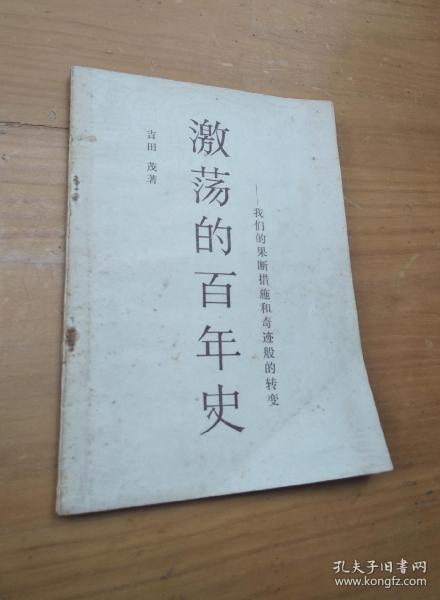 激荡的百年史
——我们的果断措施和奇迹般的转变
吉田 茂著
孔夫子旧书网
www.kongfz.com